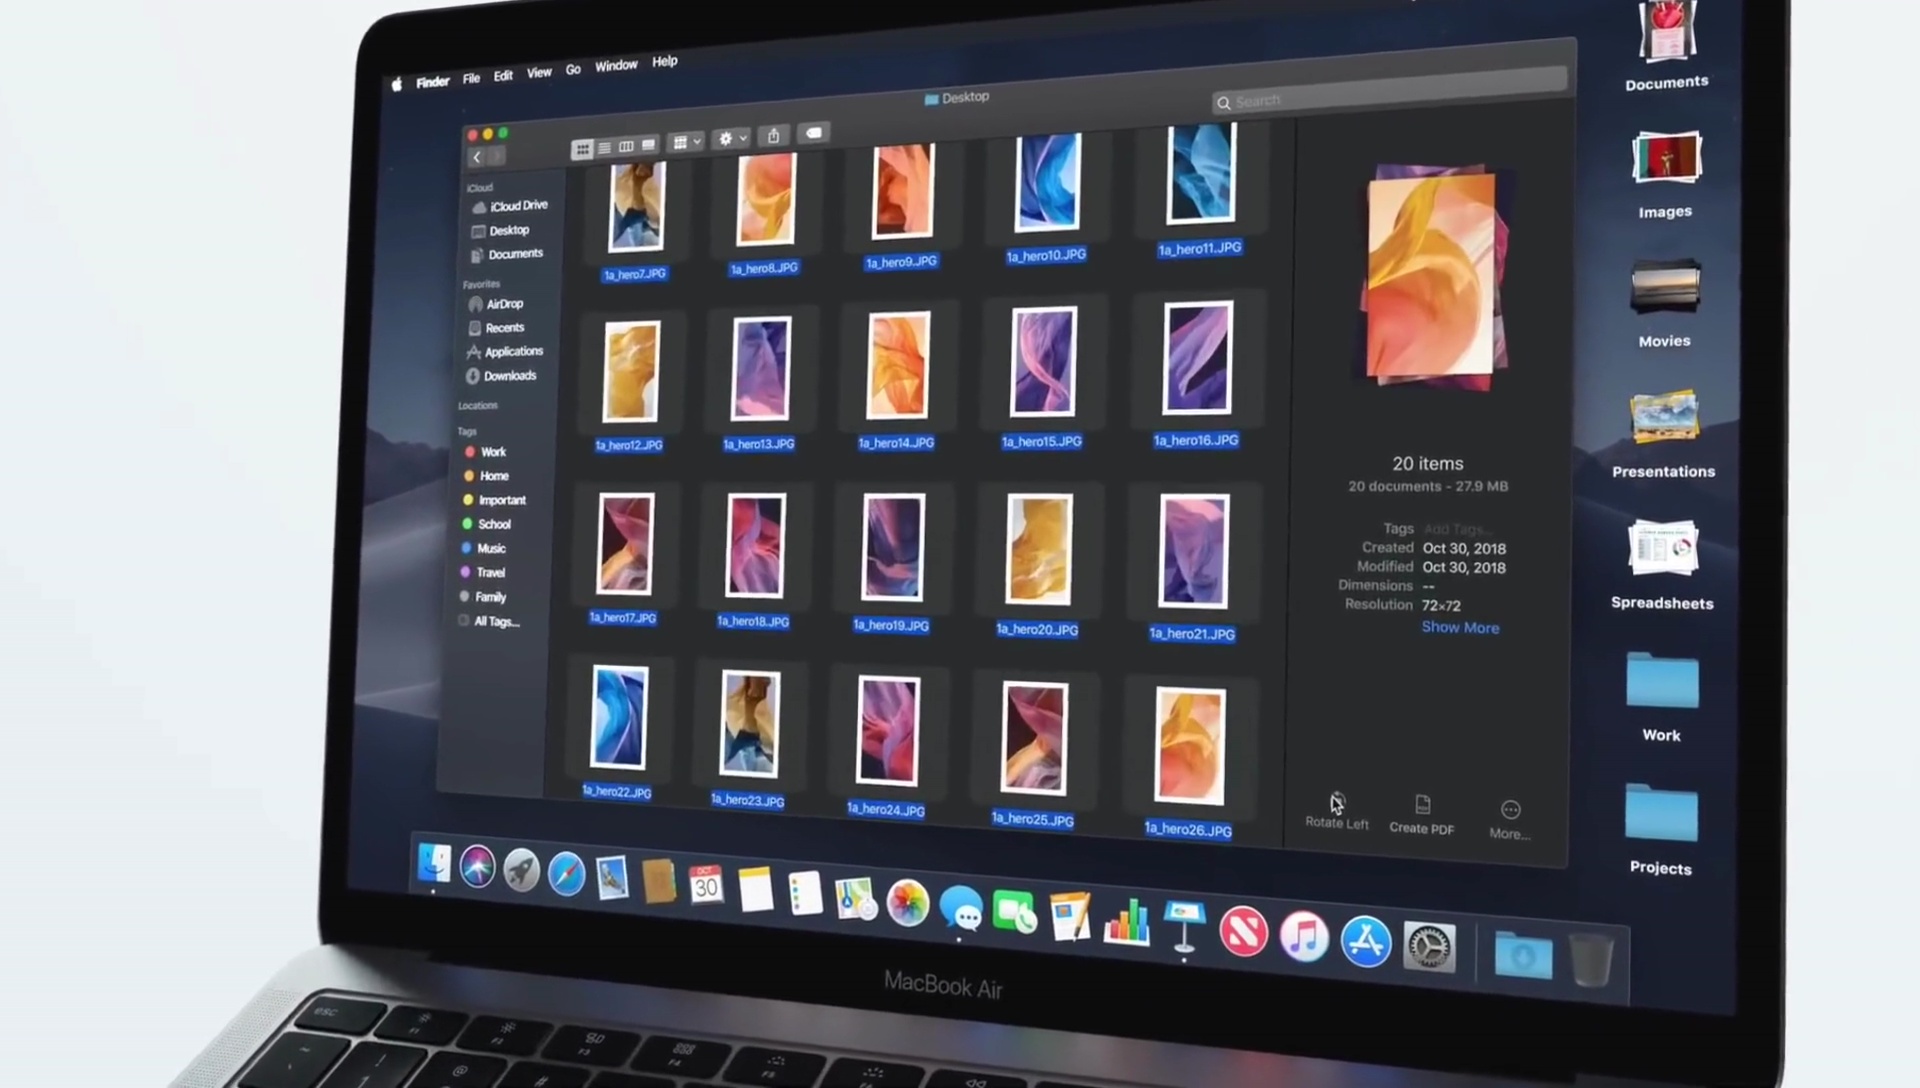 Finder File Edit View Go Window Help
Desktop
Search
iCloud
iCloud Drive
Desktop
Documents
Favorites
AirDrop
Recents
Applications
Downloads
Locations
Tags
Work
Home
Important
School
Music
Travel
Family
All Tags...
1a_hero7.JPG 1a_hero8.JPG 1a_hero9.JPG 1a_hero10.JPG 1a_hero11.JPG
1a_hero12.JPG 1a_hero13.JPG 1a_hero14.JPG 1a_hero15.JPG 1a_hero16.JPG
1a_hero17.JPG 1a_hero18.JPG 1a_hero19.JPG 1a_hero20.JPG 1a_hero21.JPG
1a_hero22.JPG 1a_hero23.JPG 1a_hero24.JPG 1a_hero25.JPG 1a_hero26.JPG
20 items
20 documents - 27.9 MB
Tags Add Tags...
Created Oct 30, 2018
Modified Oct 30, 2018
Dimensions --
Resolution 72×72
Show More
Rotate Left Create PDF More...
Documents
Images
Movies
Presentations
Spreadsheets
Work
Projects
OCT
30
MacBook Air
esc
F1 F2 F3 F4 F5 F6
~ ! @ #
1